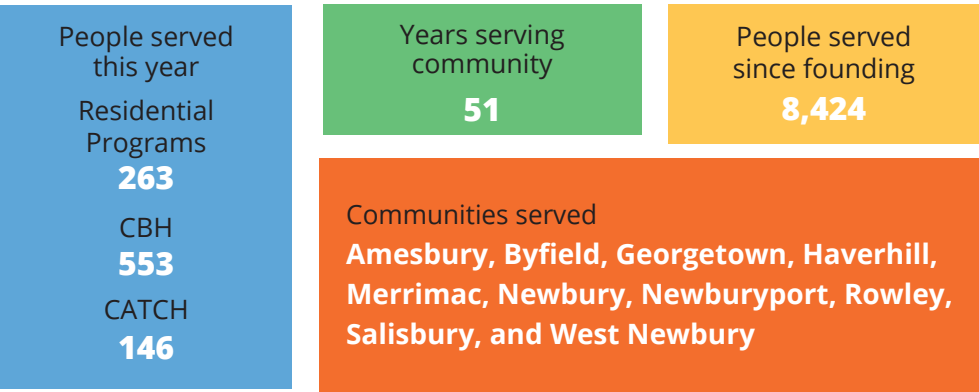 People served
this year
Residential
Programs
263
CBH
553
CATCH
146
Years serving
community
51
People served
since founding
8,424
Communities served
Amesbury, Byfield, Georgetown, Haverhill,
Merrimac, Newbury, Newburyport, Rowley,
Salisbury, and West Newbury